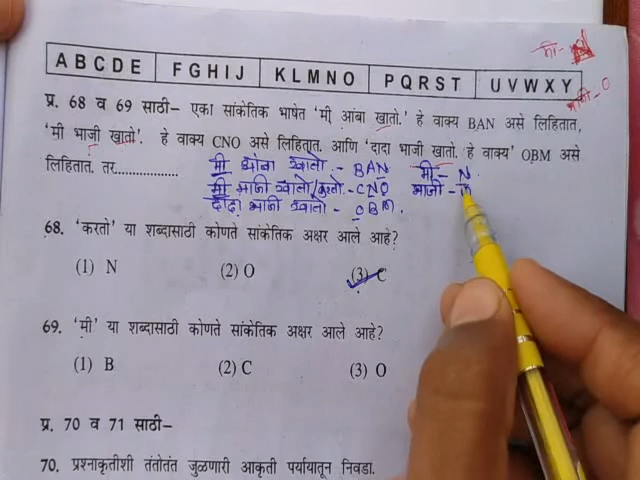 मी -
भाजी - O
A B C D E F G H I J K L M N O P Q R S T U V W X Y
प्र. 68 व 69 साठी- एका सांकेतिक भाषेत 'मी आंबा खातो.' हे वाक्य BAN असे लिहितात,
'मी भाजी खातो'. हे वाक्य CNO असे लिहितात. आणि 'दादा भाजी खातो. हे वाक्य' OBM असे
लिहितात. तर...................
मी आंबा खातो. - BAN मी - N.
मी भाजी खातो/करतो - CNO भाजी -
दादा भाजी खातो - OBM.
68. 'करतो' या शब्दासाठी कोणते सांकेतिक अक्षर आले आहे?
(1) N (2) O (3) C
69. 'मी' या शब्दासाठी कोणते सांकेतिक अक्षर आले आहे?
(1) B (2) C (3) O
प्र. 70 व 71 साठी-
70. प्रश्नाकृतीशी तंतोतंत जुळणारी आकृती पर्यायातून निवडा.